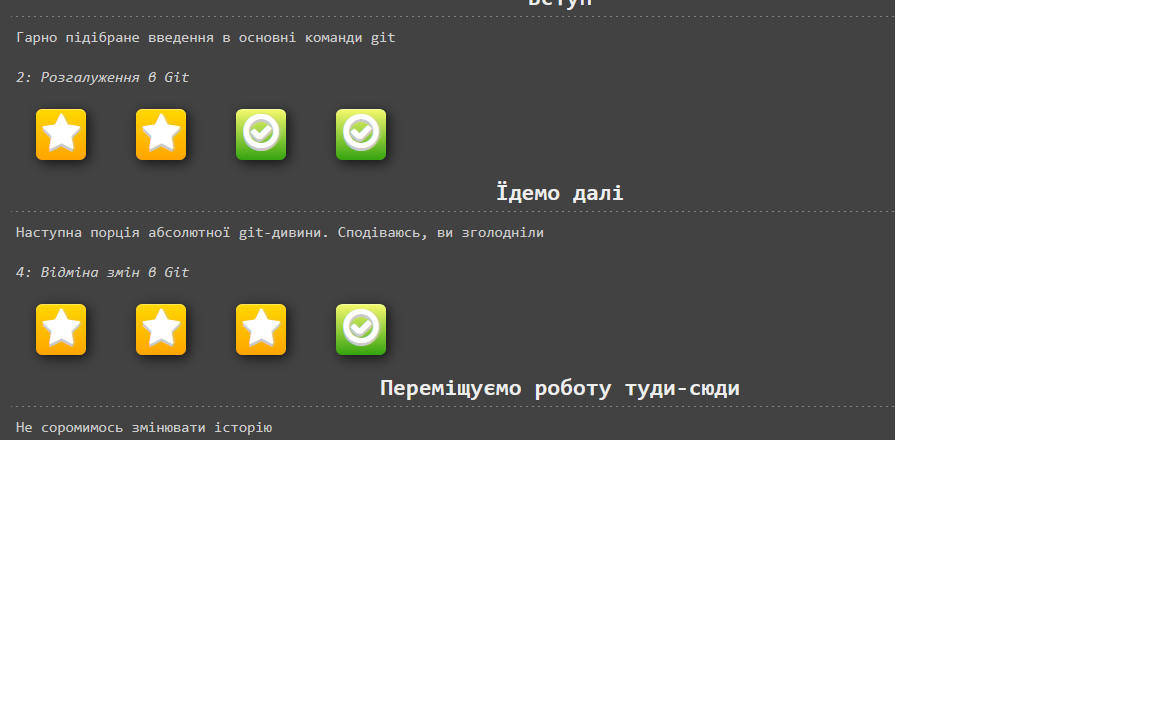 Вступ
Гарно підібране введення в основні команди git
2: Розгалуження в Git
Їдемо далі
Наступна порція абсолютної git-дивини. Сподіваюсь, ви зголодніли
4: Відміна змін в Git
Переміщуємо роботу туди-сюди
Не соромимось змінювати історію